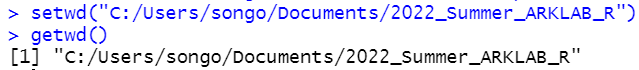 > setwd("C:/Users/songo/Documents/2022_Summer_ARKLAB_R")
> getwd()
[1] "C:/Users/songo/Documents/2022_Summer_ARKLAB_R"